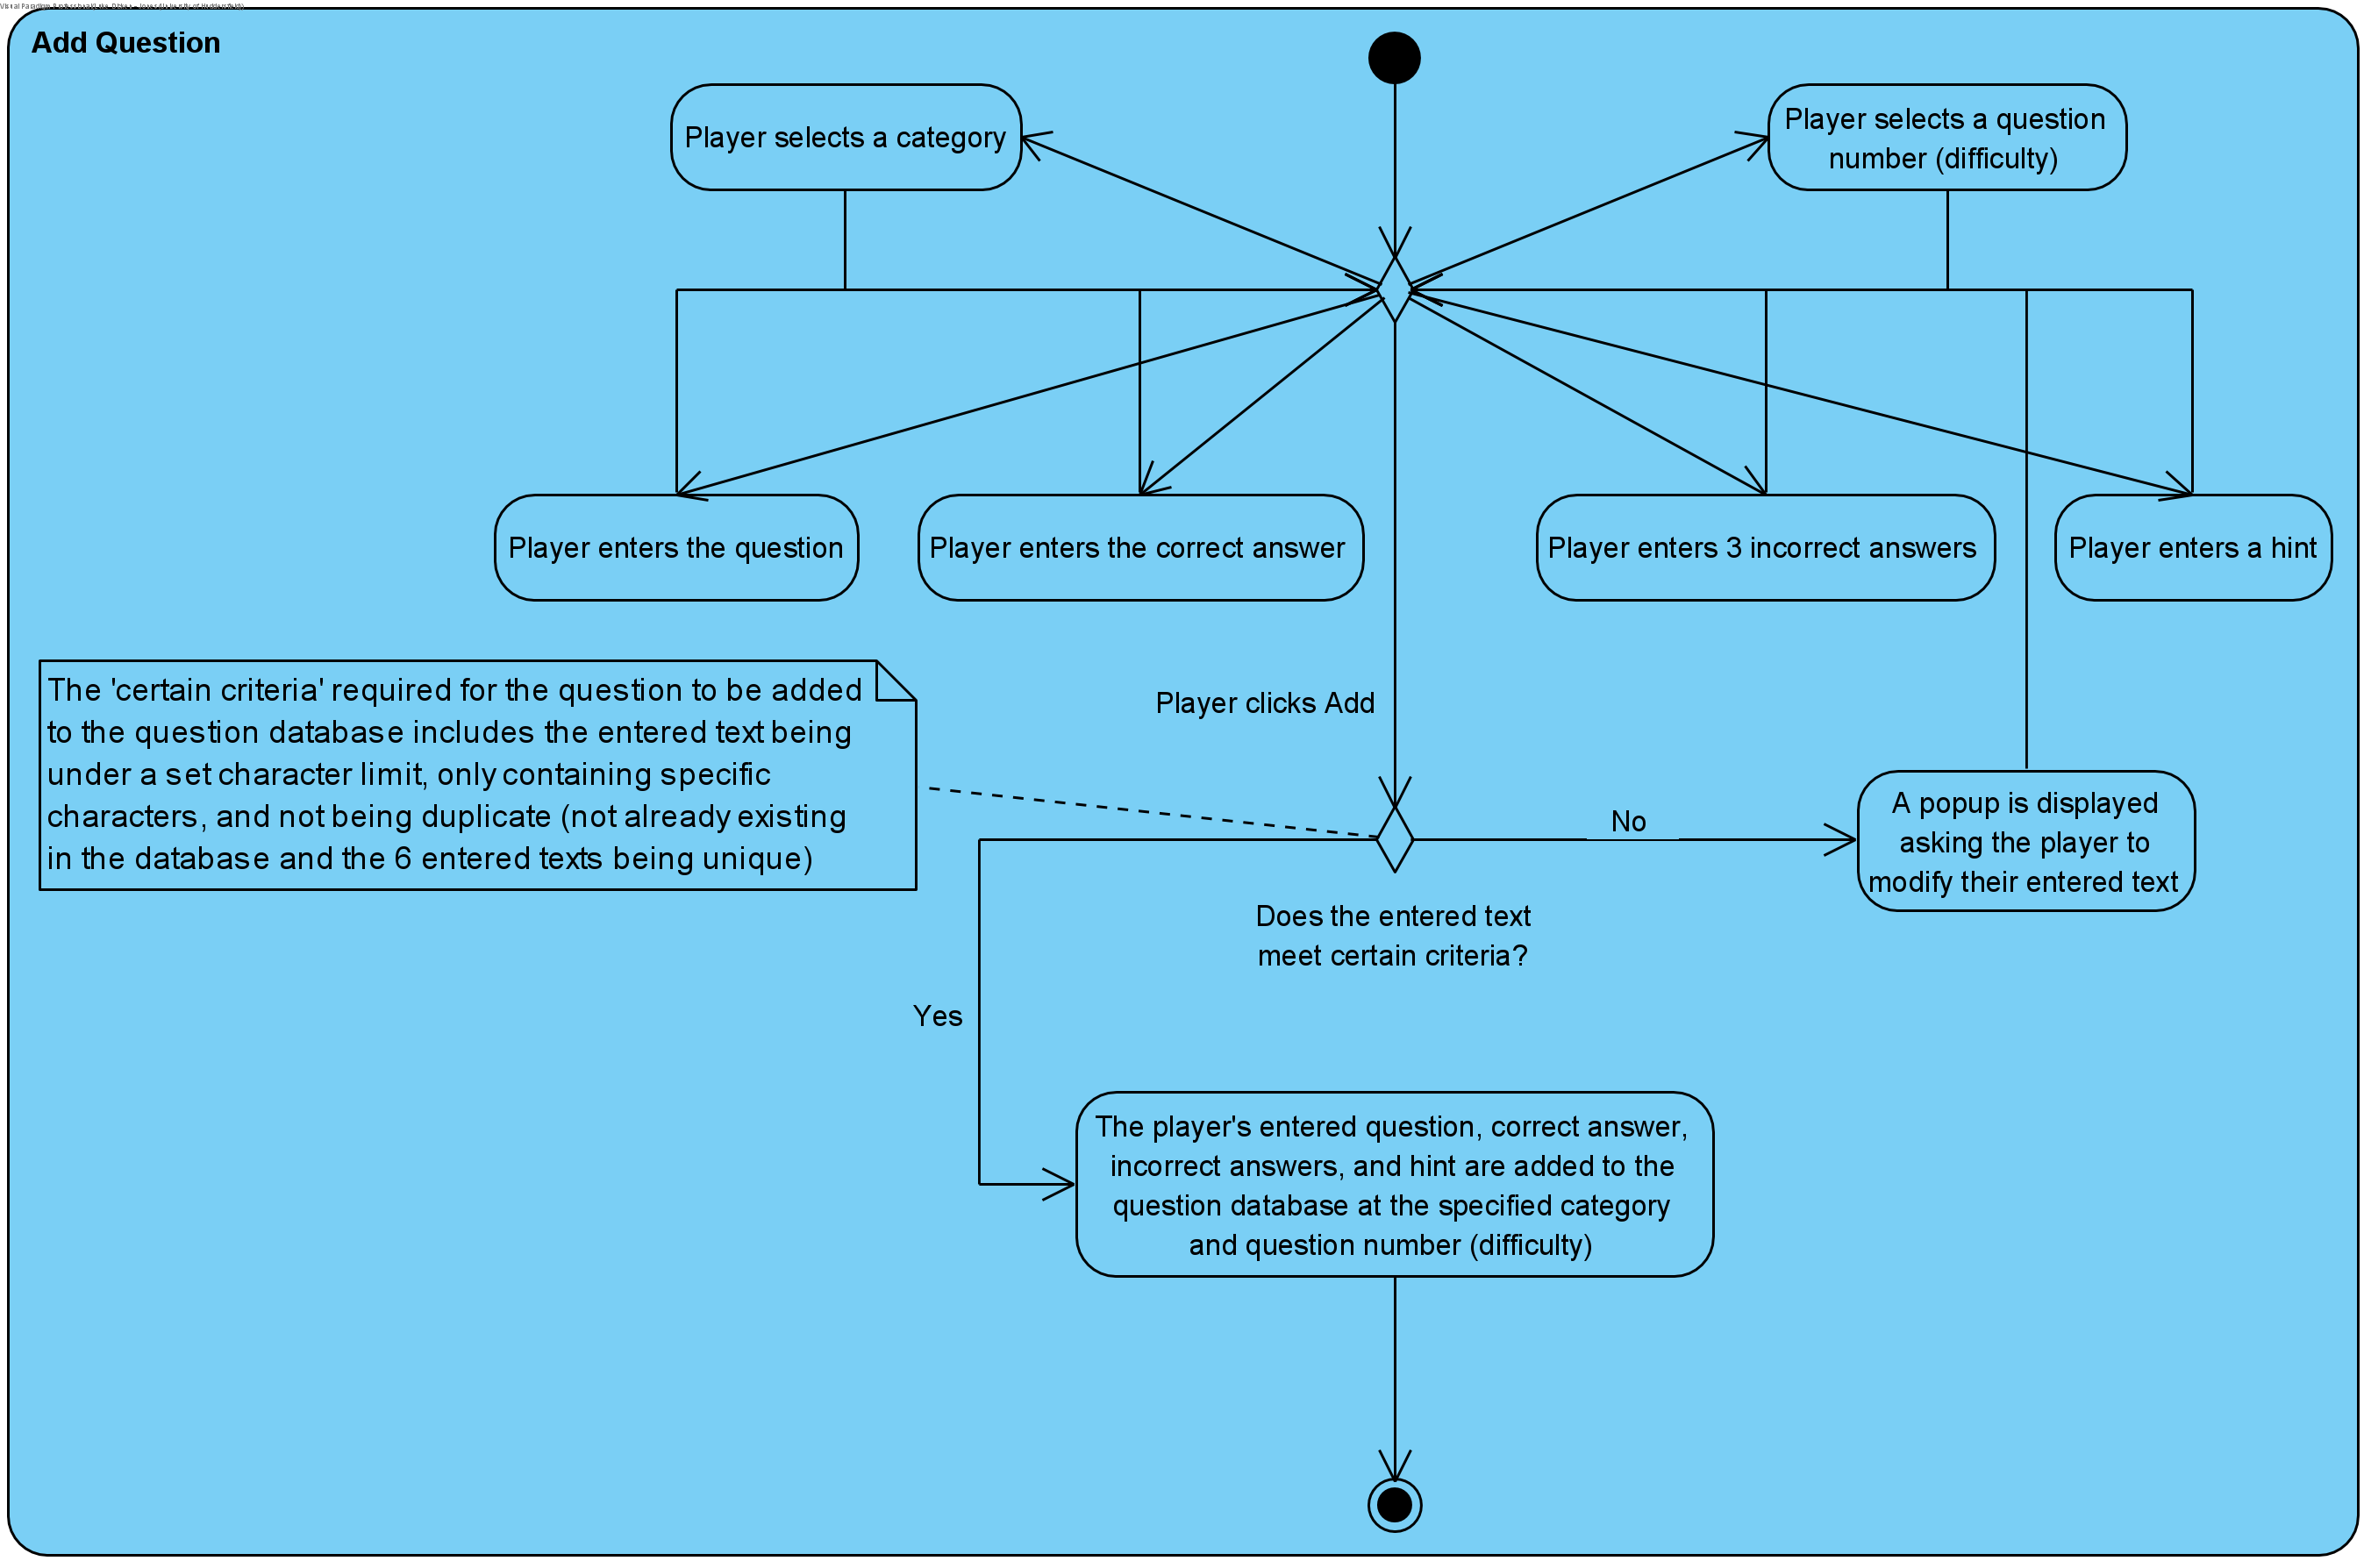 Add Question
Player selects a category
Player selects a question
number (difficulty)
Player enters the question
Player enters the correct answer
Player enters 3 incorrect answers
Player enters a hint
The 'certain criteria' required for the question to be added
to the question database includes the entered text being
under a set character limit, only containing specific
characters, and not being duplicate (not already existing
in the database and the 6 entered texts being unique)
Player clicks Add
No
A popup is displayed
asking the player to
modify their entered text
Does the entered text
meet certain criteria?
Yes
The player's entered question, correct answer,
incorrect answers, and hint are added to the
question database at the specified category
and question number (difficulty)